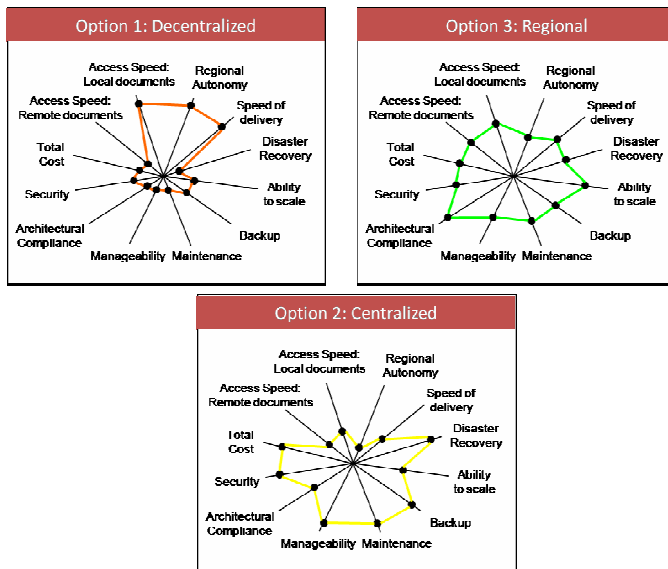 Option 1: Decentralized
Access Speed:
Local documents
Regional
Autonomy
Access Speed:
Remote documents
Speed of
delivery
Total
Cost
Disaster
Recovery
Security
Ability
to scale
Architectural
Compliance
Backup
Manageability
Maintenance
Option 3: Regional
Access Speed:
Local documents
Regional
Autonomy
Access Speed:
Remote documents
Speed of
delivery
Total
Cost
Disaster
Recovery
Security
Ability
to scale
Architectural
Compliance
Backup
Manageability
Maintenance
Option 2: Centralized
Access Speed:
Local documents
Regional
Autonomy
Access Speed:
Remote documents
Speed of
delivery
Total
Cost
Disaster
Recovery
Security
Ability
to scale
Architectural
Compliance
Backup
Manageability
Maintenance